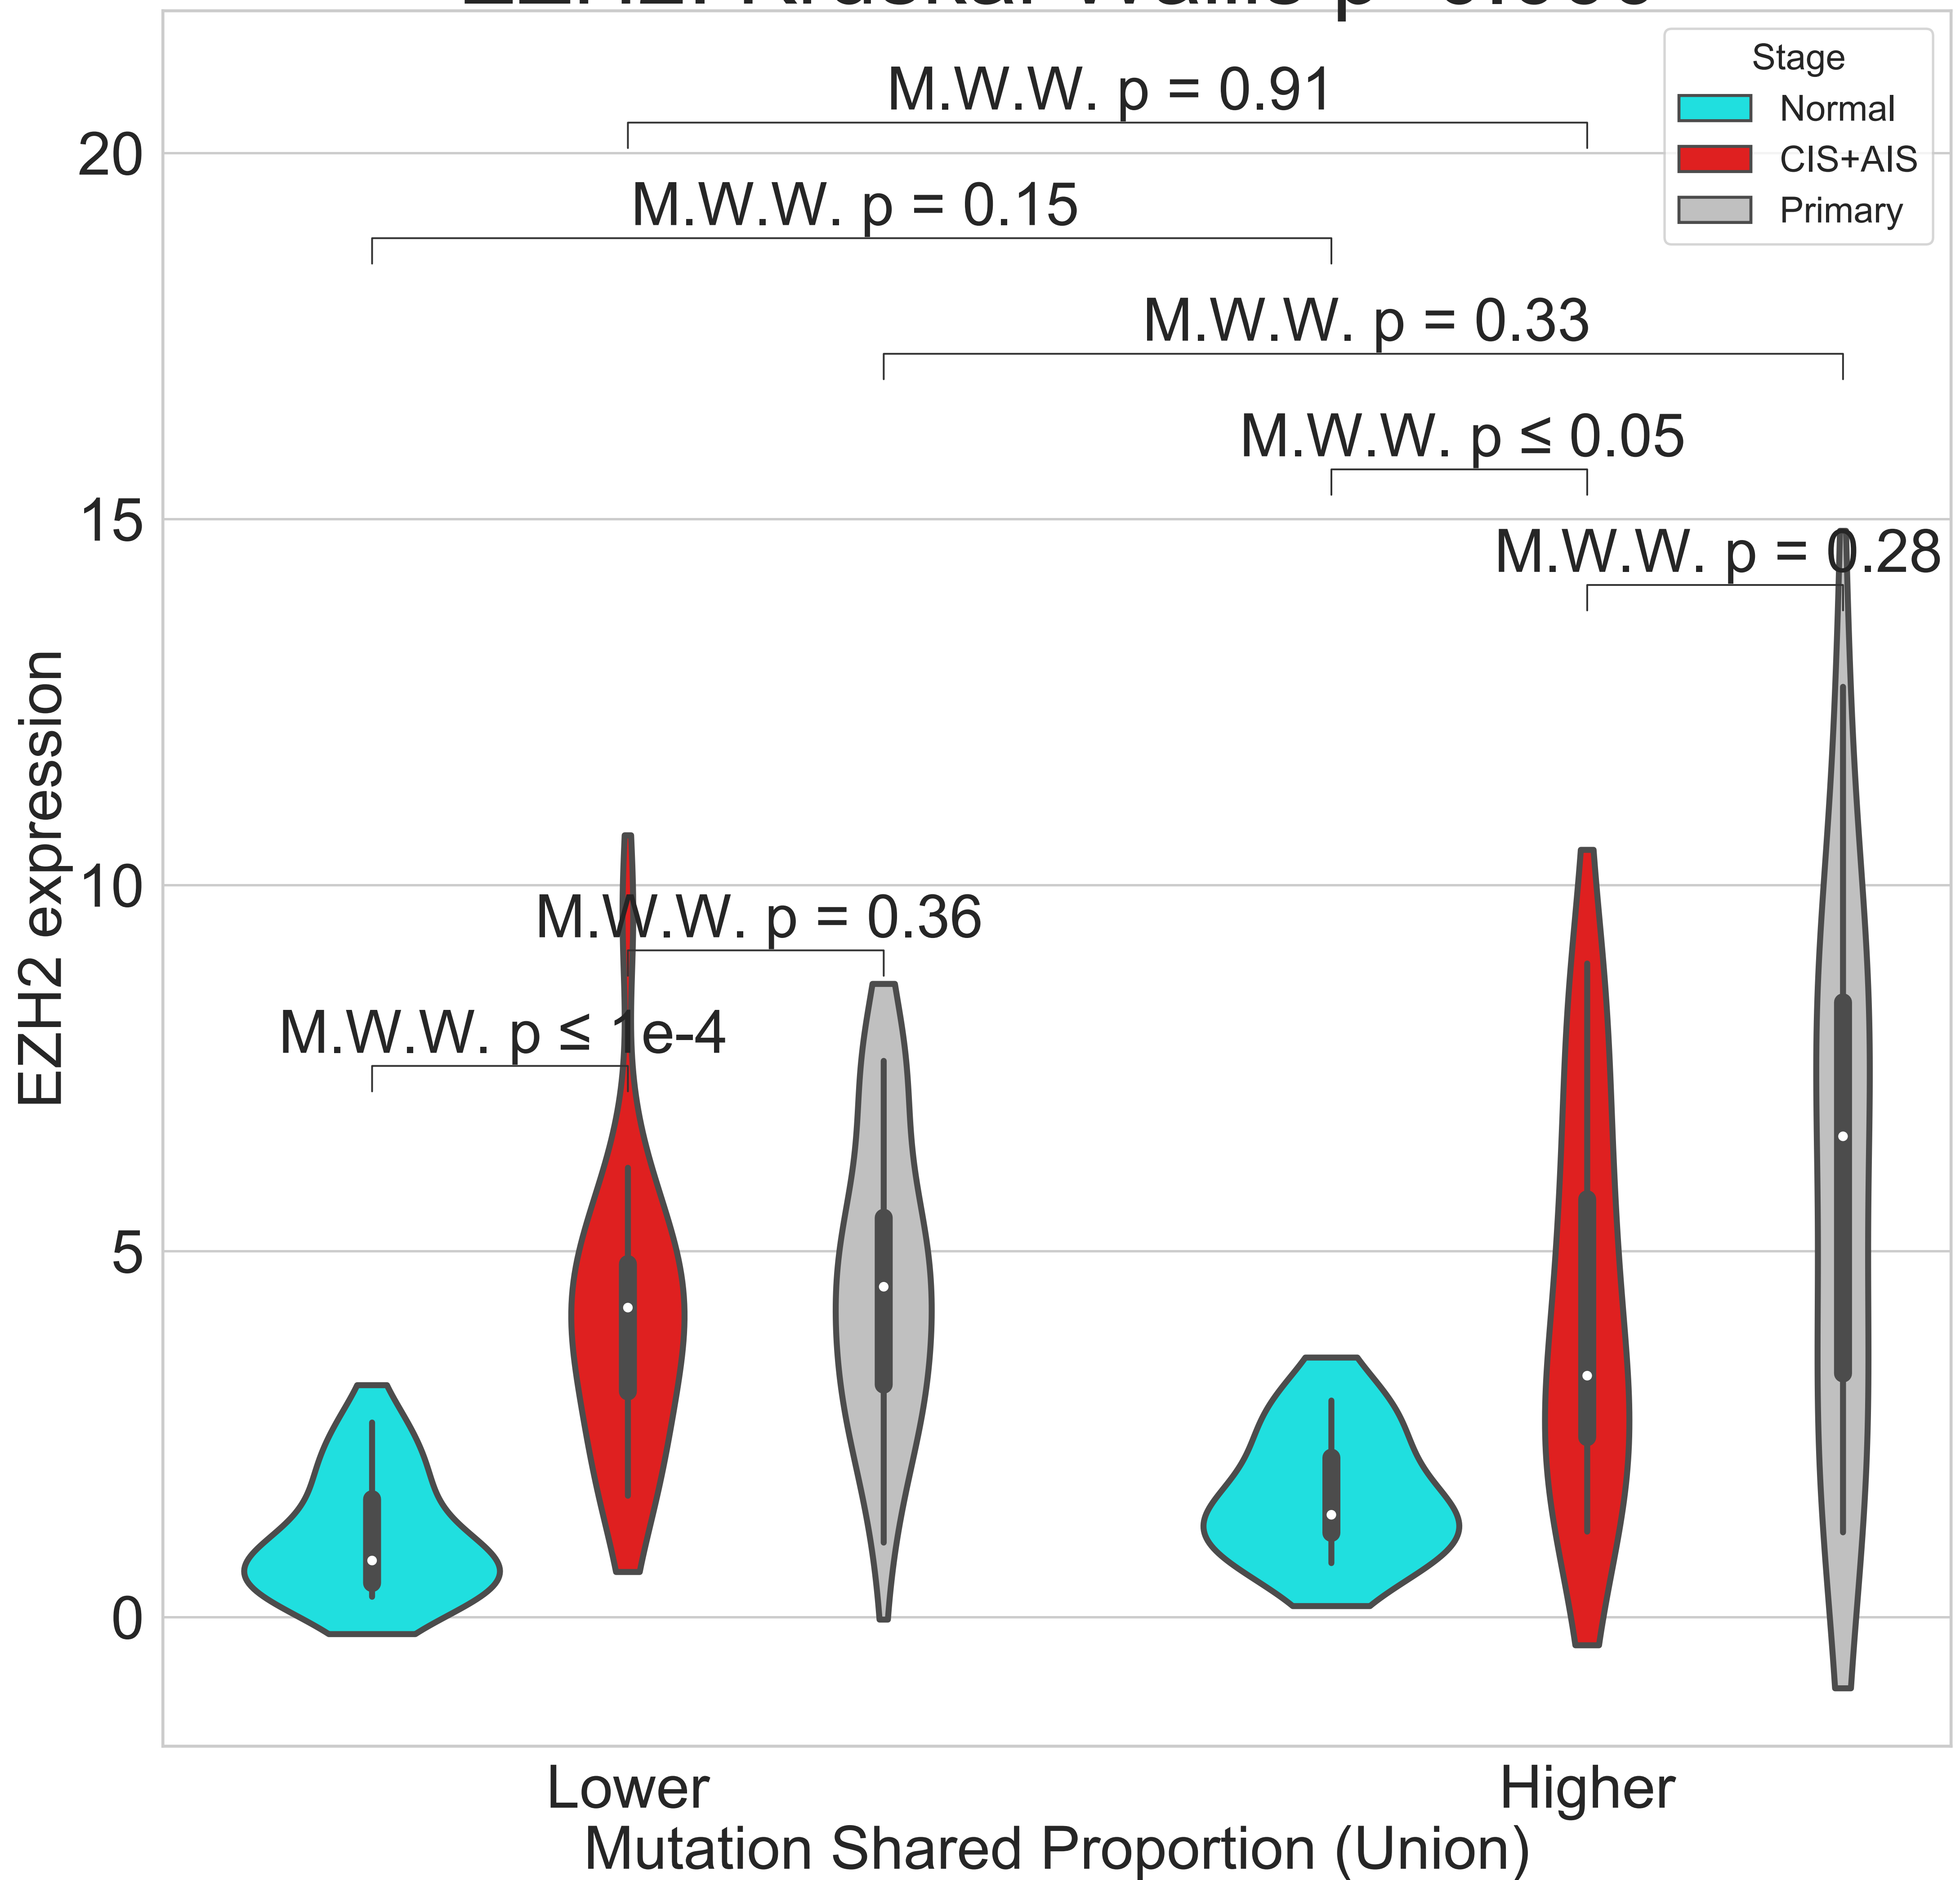 Stage
Normal
CIS+AIS
Primary
M.W.W. p = 0.91
M.W.W. p = 0.15
M.W.W. p = 0.33
M.W.W. p ≤ 0.05
M.W.W. p = 0.28
M.W.W. p = 0.36
M.W.W. p ≤ 1e-4
EZH2 expression
20
15
10
5
0
Lower
Higher
Mutation Shared Proportion (Union)